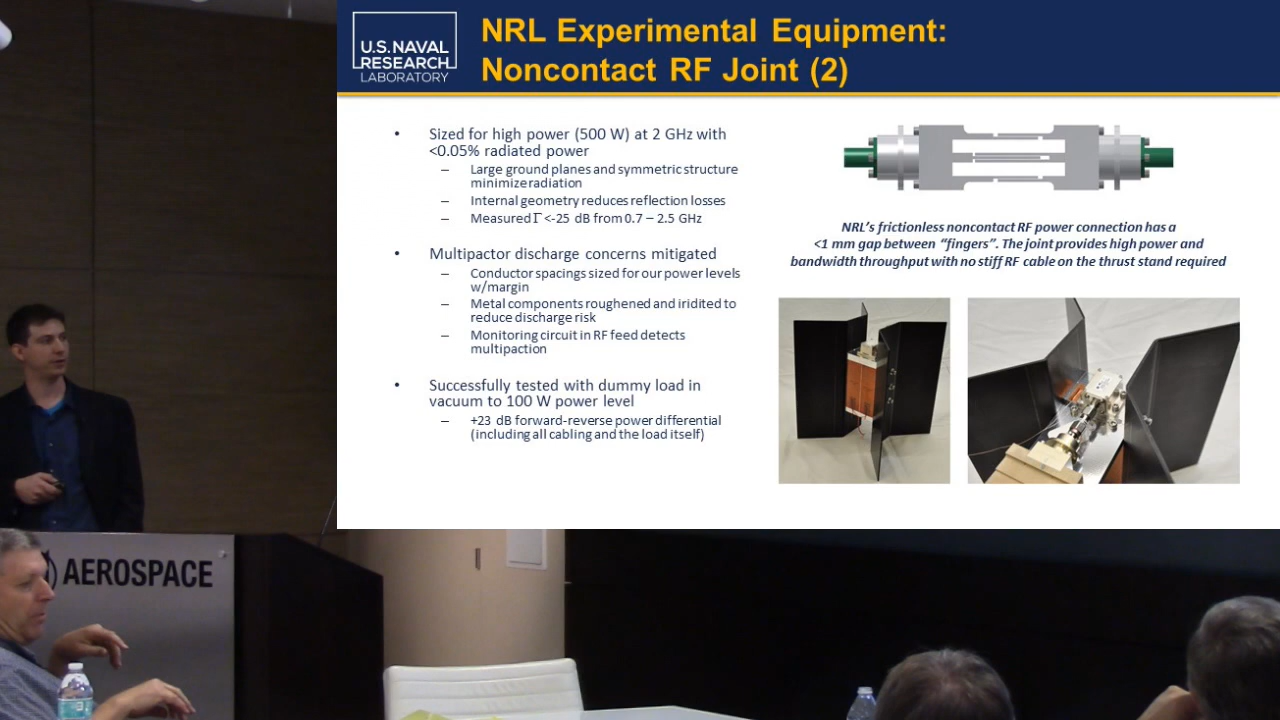 U.S. NAVAL
RESEARCH
LABORATORY
NRL Experimental Equipment:
Noncontact RF Joint (2)
• Sized for high power (500 W) at 2 GHz with
<0.05% radiated power
– Large ground planes and symmetric structure
minimize radiation
– Internal geometry reduces reflection losses
– Measured Γ <-25 dB from 0.7 – 2.5 GHz
• Multipactor discharge concerns mitigated
– Conductor spacings sized for our power levels
w/margin
– Metal components roughened and iridited to
reduce discharge risk
– Monitoring circuit in RF feed detects
multipaction
• Successfully tested with dummy load in
vacuum to 100 W power level
– +23 dB forward-reverse power differential
(including all cabling and the load itself)
NRL's frictionless noncontact RF power connection has a
<1 mm gap between “fingers”. The joint provides high power and
bandwidth throughput with no stiff RF cable on the thrust stand required
AEROSPACE